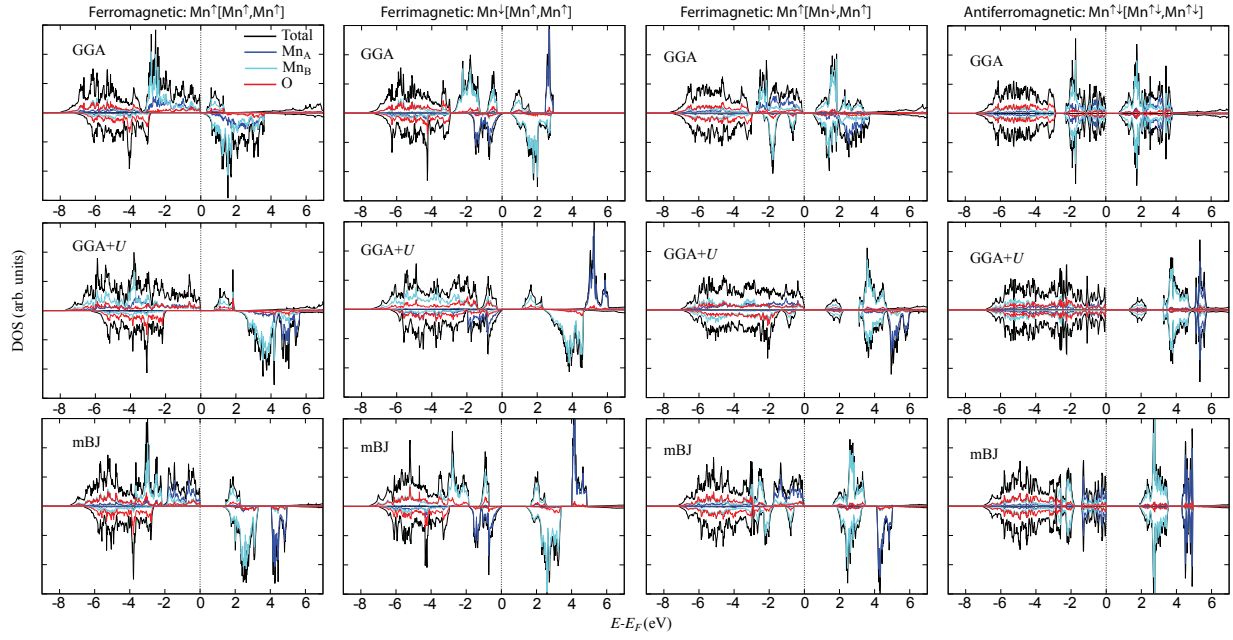 Ferromagnetic: Mn↑[Mn↑,Mn↑] Ferrimagnetic: Mn↓[Mn↑,Mn↑] Ferrimagnetic: Mn↑[Mn↓,Mn↑] Antiferromagnetic: Mn↑↓[Mn↑↓,Mn↑↓]
GGA
Total
MnA
MnB
O
GGA
GGA
GGA
-8 -6 -4 -2 0 2 4 6
-8 -6 -4 -2 0 2 4 6
-8 -6 -4 -2 0 2 4 6
-8 -6 -4 -2 0 2 4 6
DOS (arb. units)
GGA+U
GGA+U
GGA+U
GGA+U
-8 -6 -4 -2 0 2 4 6
-8 -6 -4 -2 0 2 4 6
-8 -6 -4 -2 0 2 4 6
-8 -6 -4 -2 0 2 4 6
mBJ
mBJ
mBJ
mBJ
-8 -6 -4 -2 0 2 4 6
-8 -6 -4 -2 0 2 4 6
-8 -6 -4 -2 0 2 4 6
-8 -6 -4 -2 0 2 4 6
E-EF (eV)